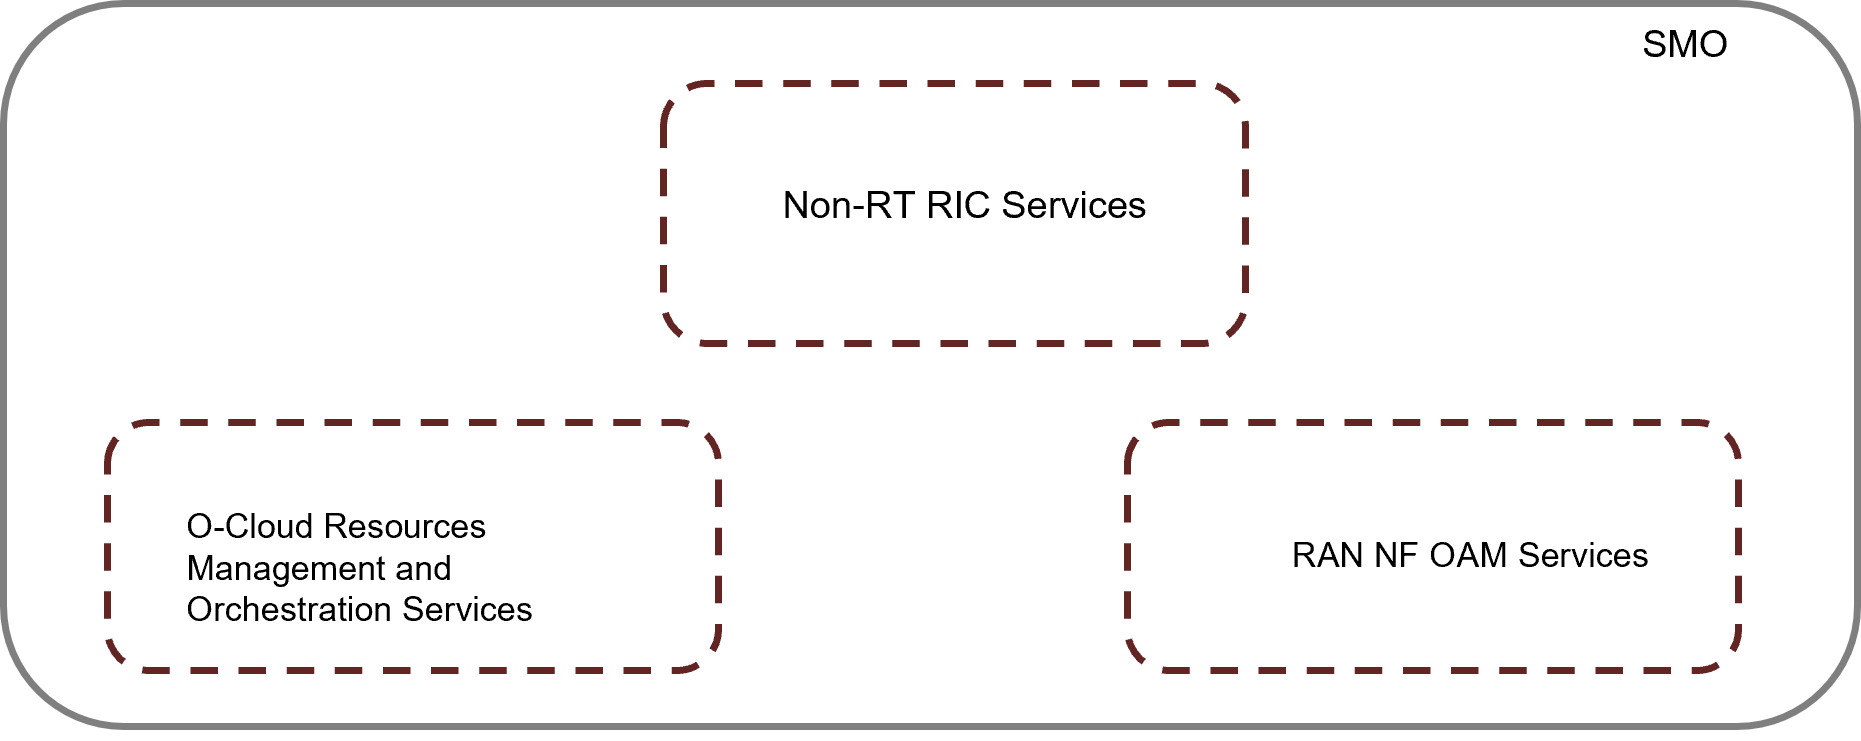 SMO
Non-RT RIC Services
O-Cloud Resources
Management and
Orchestration Services
RAN NF OAM Services